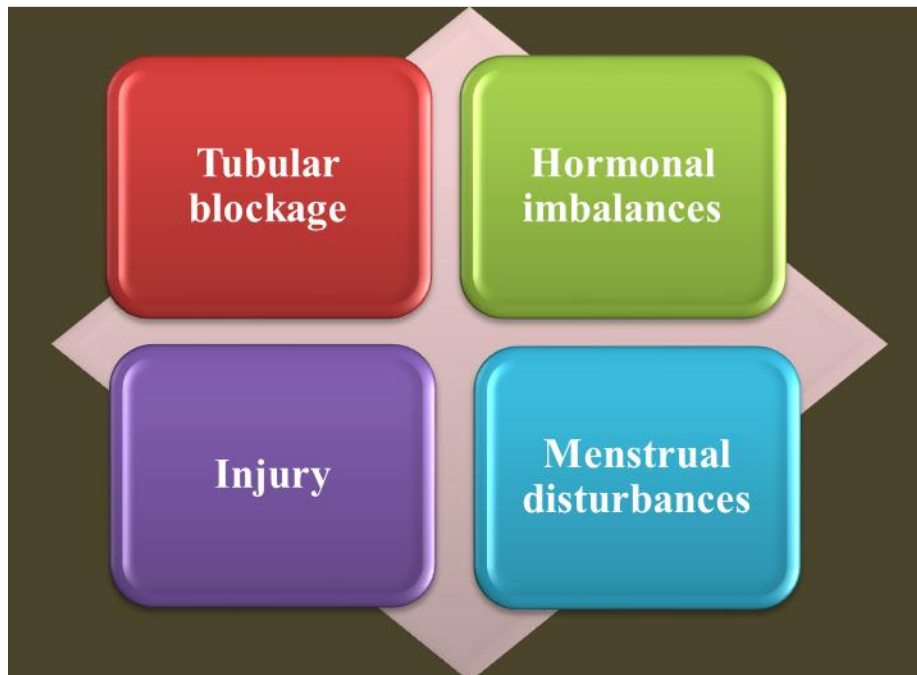 Tubular
blockage
Hormonal
imbalances
Injury
Menstrual
disturbances